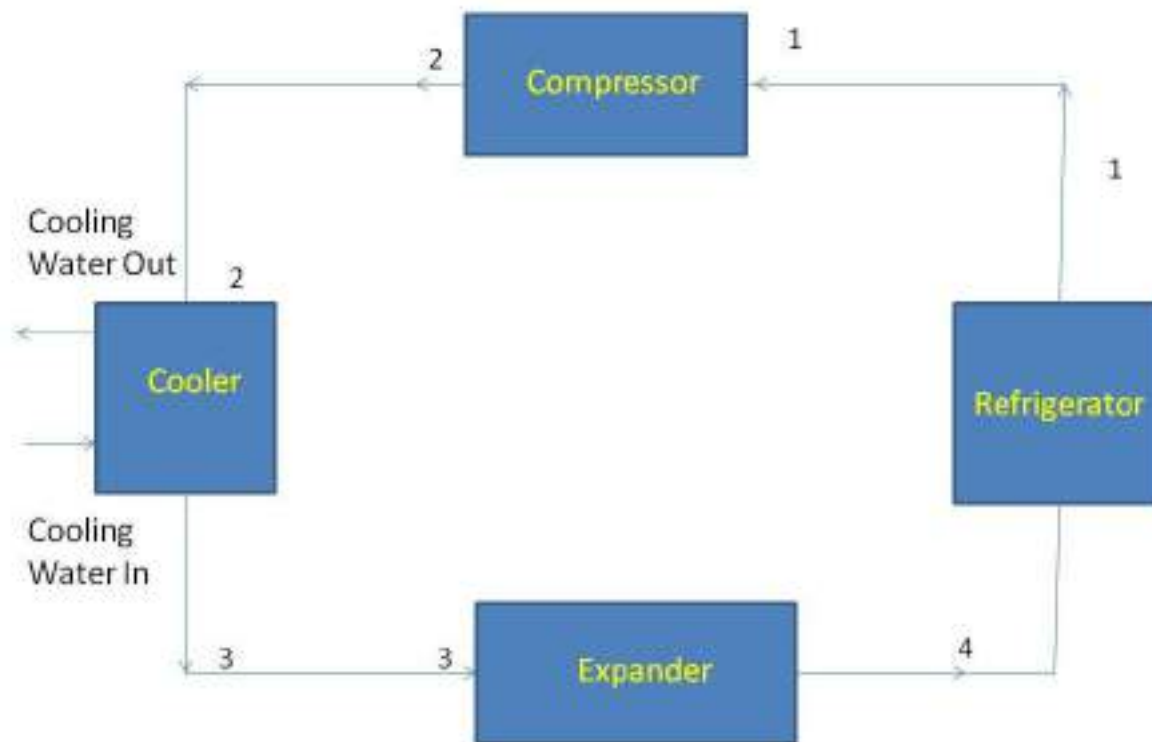 2
Compressor
1
1
Cooling
Water Out
2
Cooler
Refrigerator
Cooling
Water In
3
3
Expander
4